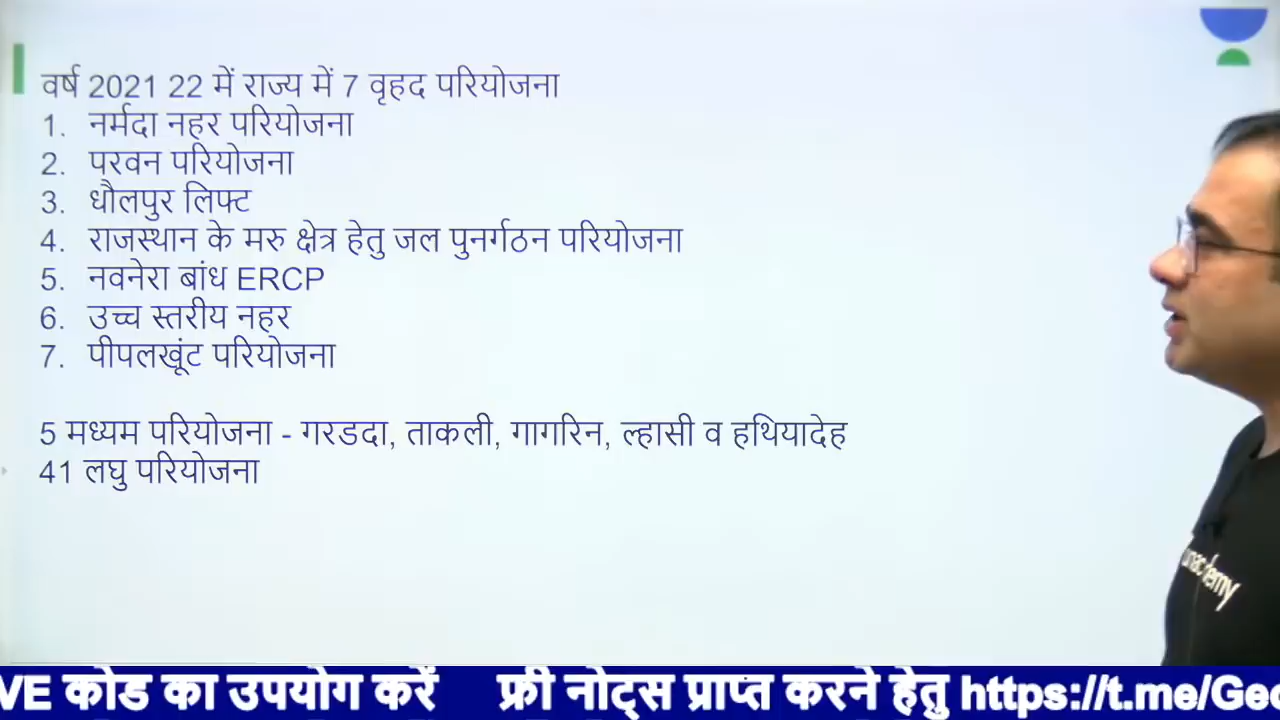 वर्ष 2021 22 में राज्य में 7 वृहद परियोजना
1. नर्मदा नहर परियोजना
2. परवन परियोजना
3. धौलपुर लिफ्ट
4. राजस्थान के मरु क्षेत्र हेतु जल पुनर्गठन परियोजना
5. नवनेरा बांध ERCP
6. उच्च स्तरीय नहर
7. पीपलखूंट परियोजना
5 मध्यम परियोजना - गरडदा, ताकली, गागरिन, ल्हासी व हथियादेह
41 लघु परियोजना
unacademy
VE कोड का उपयोग करें फ्री नोट्स प्राप्त करने हेतु https://t.me/Geo